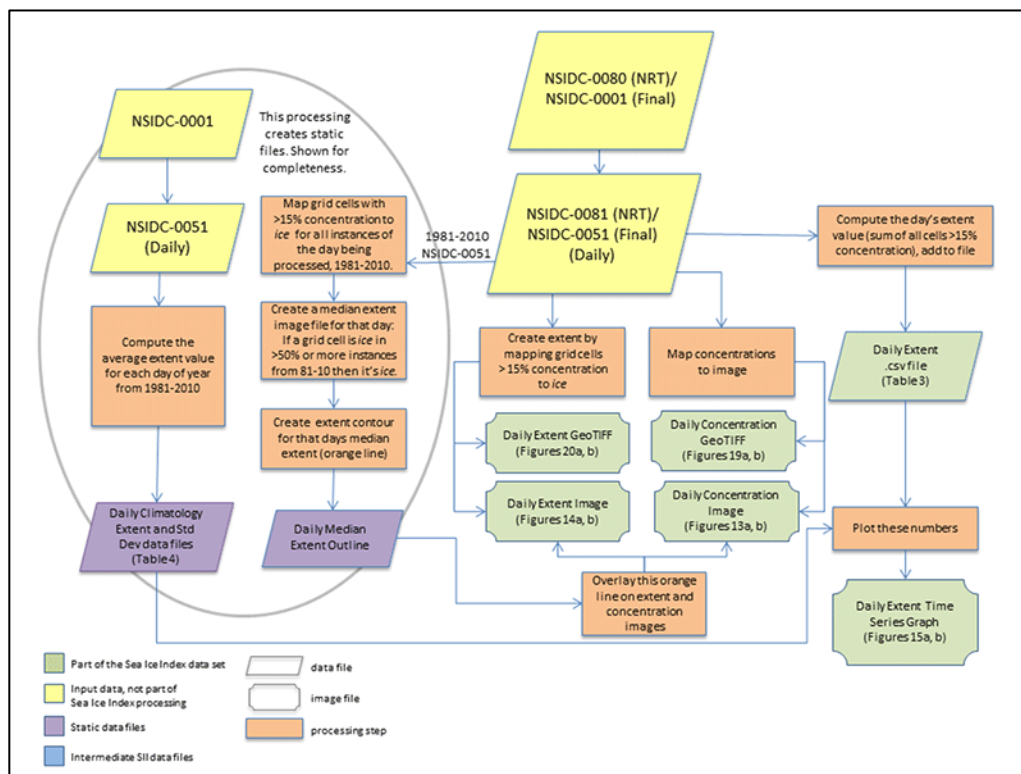 NSIDC-0001
This processing
creates static
files. Shown for
completeness.
NSIDC-0080 (NRT)/
NSIDC-0001 (Final)
NSIDC-0051
(Daily)
Map grid cells with
>15% concentration to
ice for all instances
of the day being
processed, 1981-2010.
1981-2010
NSIDC-0051
NSIDC-0081 (NRT)/
NSIDC-0051 (Final)
(Daily)
Compute the day's extent
value (sum of all cells >15%
concentration), add to file
Compute the
average extent value
for each day of year
from 1981-2010
Create a median extent
image file for that day:
If a grid cell is ice in
>50% or more instances
from 81-10 then it's ice.
Create extent by
mapping grid cells
> 15% concentration
to ice
Map concentrations
to image
Daily Extent
.csv file
(Table 3)
Create extent contour
for that days median
extent (orange line)
Daily Extent GeoTIFF
(Figures 20a, b)
Daily Concentration
GeoTIFF
(Figures 19a, b)
Daily Climatology
Extent and Std
Dev data files
(Table 4)
Daily Median
Extent Outline
Daily Extent Image
(Figures 14a, b)
Daily Concentration
Image
(Figures 13a, b)
Plot these numbers
Overlay this orange
line on extent and
concentration
images
Daily Extent Time
Series Graph
(Figures 15a, b)
Part of the Sea Ice Index data set
data file
Input data, not part of
Sea Ice Index processing
image file
Static data files
processing step
Intermediate SII data files